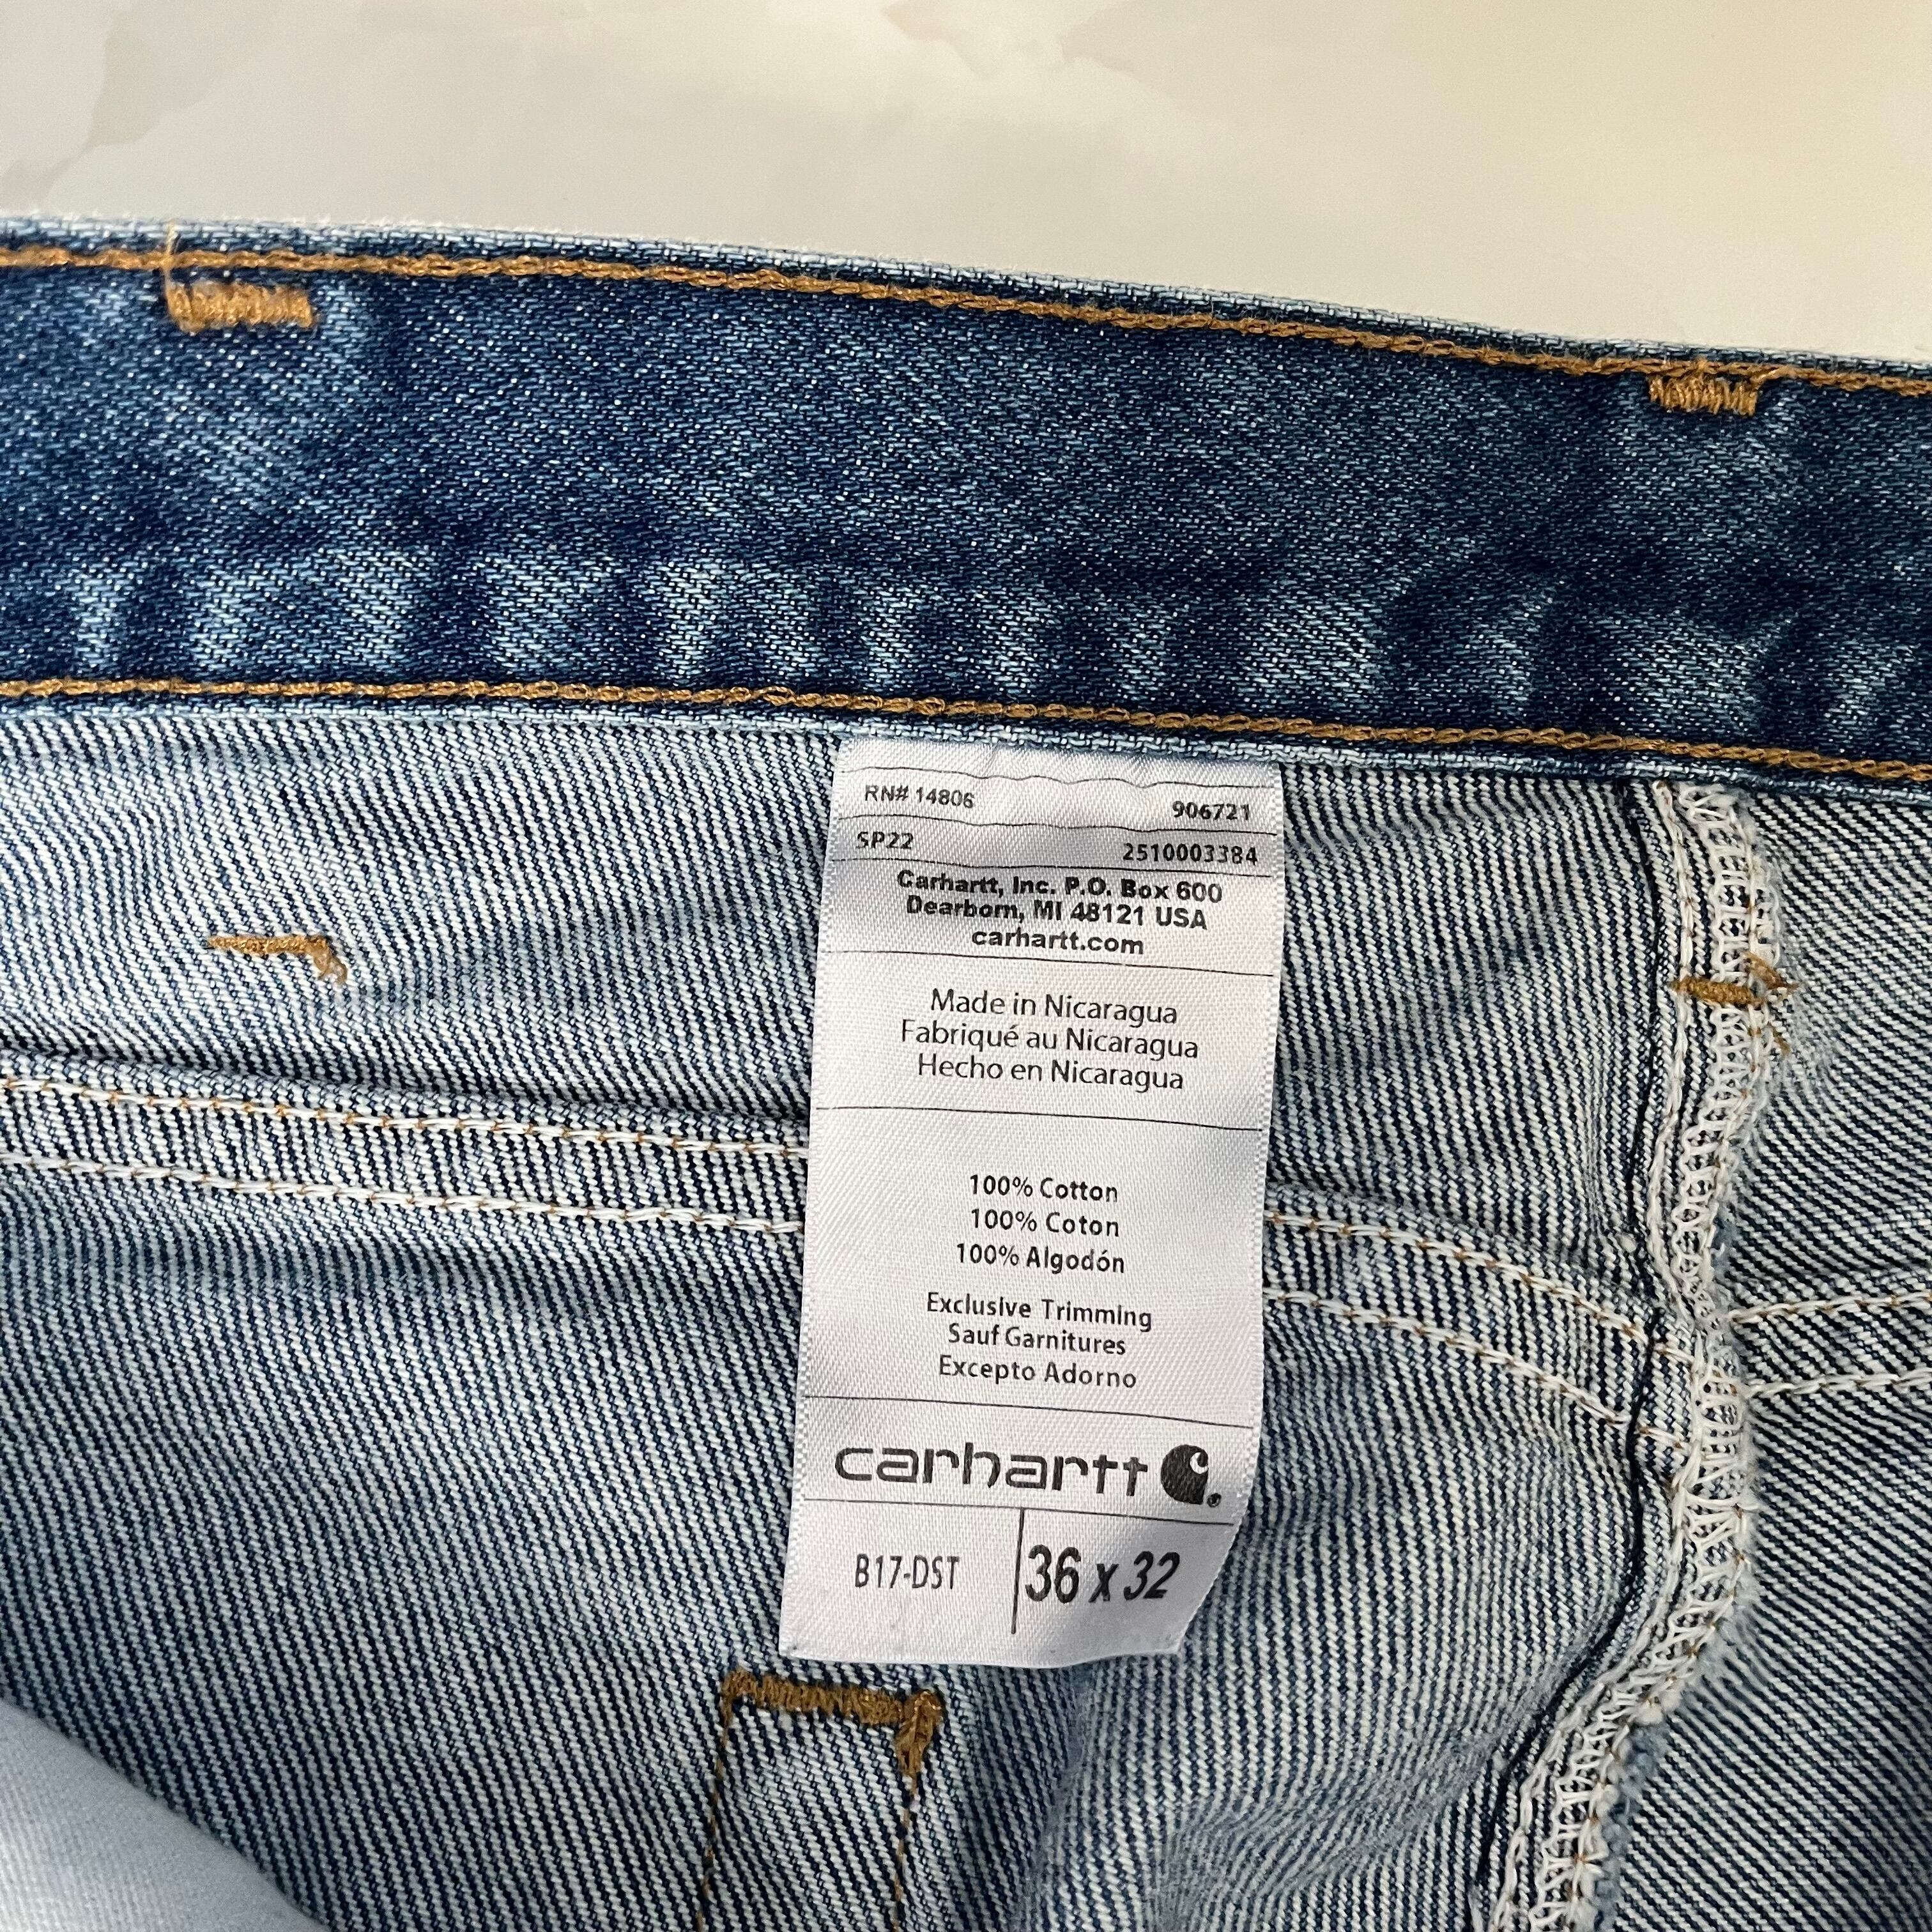 RN# 14806 906721
SP22 2510003384
Carhartt, Inc. P.O. Box 600
Dearborn, MI 48121 USA
carhartt.com
Made in Nicaragua
Fabriqué au Nicaragua
Hecho en Nicaragua
100% Cotton
100% Coton
100% Algodón
Exclusive Trimming
Sauf Garnitures
Excepto Adorno
carhartt
B17-DST 36 x 32